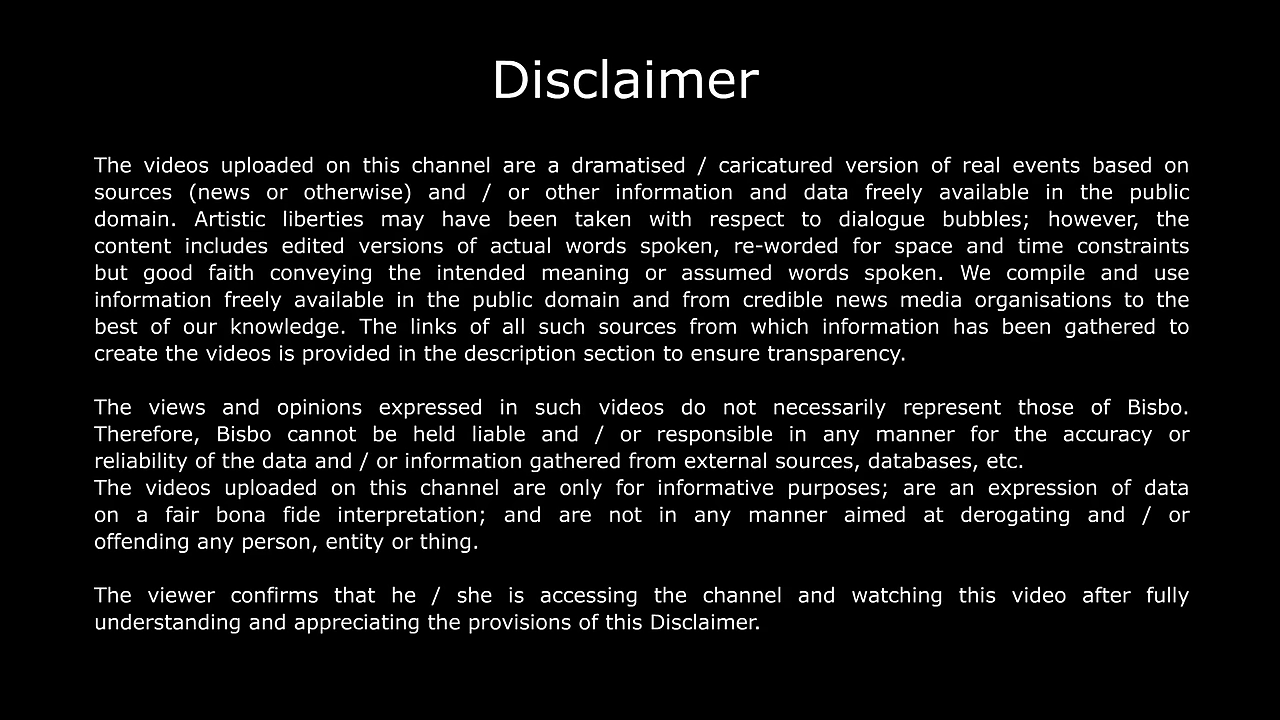 Disclaimer
The videos uploaded on this channel are a dramatised / caricatured version of real events based on
sources (news or otherwise) and / or other information and data freely available in the public
domain. Artistic liberties may have been taken with respect to dialogue bubbles; however, the
content includes edited versions of actual words spoken, re-worded for space and time constraints
but good faith conveying the intended meaning or assumed words spoken. We compile and use
information freely available in the public domain and from credible news media organisations to the
best of our knowledge. The links of all such sources from which information has been gathered to
create the videos is provided in the description section to ensure transparency.
The views and opinions expressed in such videos do not necessarily represent those of Bisbo.
Therefore, Bisbo cannot be held liable and / or responsible in any manner for the accuracy or
reliability of the data and / or information gathered from external sources, databases, etc.
The videos uploaded on this channel are only for informative purposes; are an expression of data
on a fair bona fide interpretation; and are not in any manner aimed at derogating and / or
offending any person, entity or thing.
The viewer confirms that he / she is accessing the channel and watching this video after fully
understanding and appreciating the provisions of this Disclaimer.